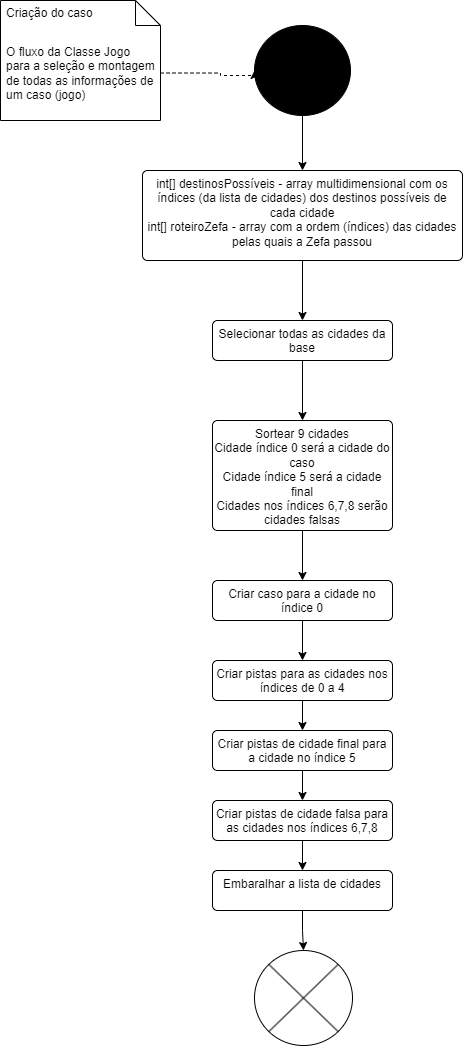 Criação do caso
O fluxo da Classe Jogo
para a seleção e montagem
de todas as informações de
um caso (jogo)
int[] destinosPossíveis - array multidimensional com os
índices (da lista de cidades) dos destinos possíveis de
cada cidade
int[] roteiroZefa - array com a ordem (índices) das cidades
pelas quais a Zefa passou
Selecionar todas as cidades da
base
Sortear 9 cidades
Cidade índice 0 será a cidade do
caso
Cidade índice 5 será a cidade
final
Cidades nos índices 6,7,8 serão
cidades falsas
Criar caso para a cidade no
índice 0
Criar pistas para as cidades nos
índices de 0 a 4
Criar pistas de cidade final para
a cidade no índice 5
Criar pistas de cidade falsa para
as cidades nos índices 6,7,8
Embaralhar a lista de cidades